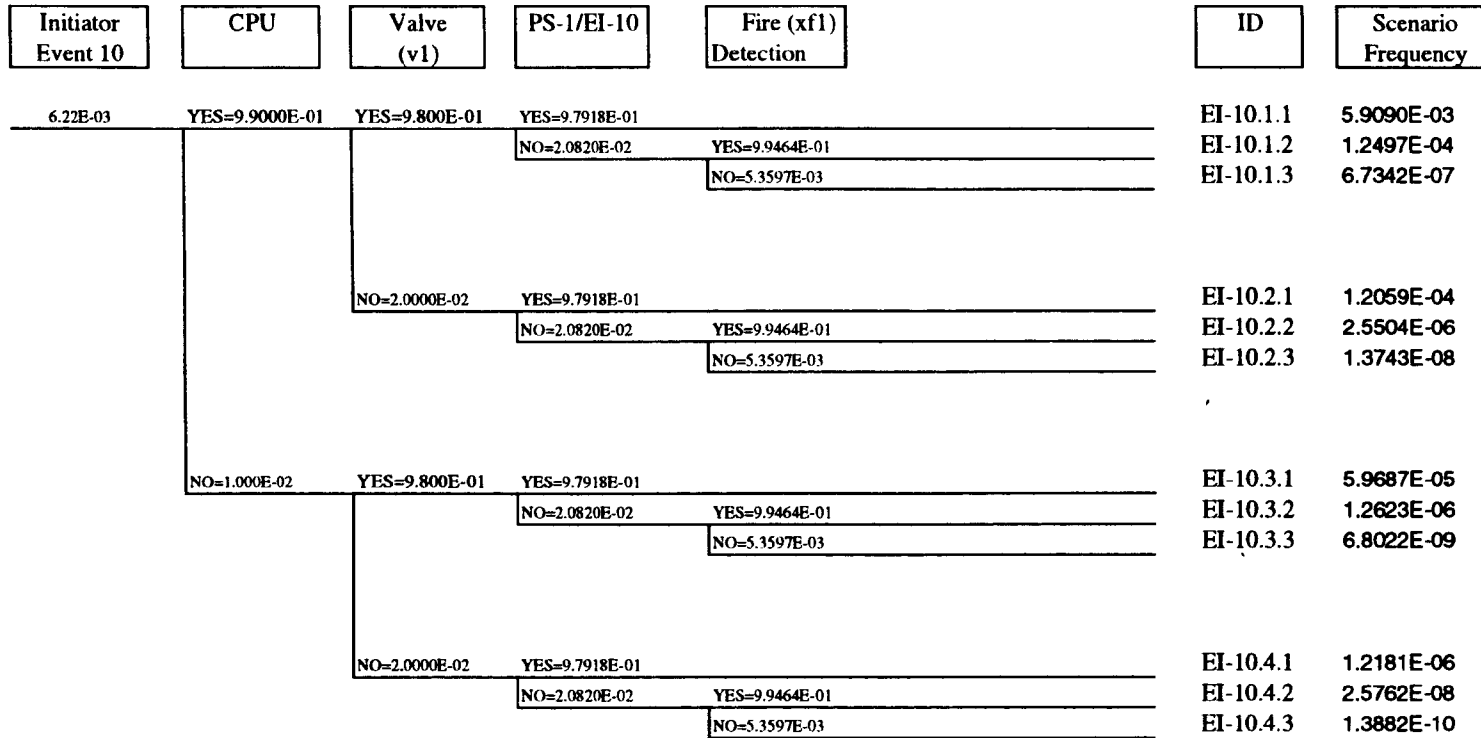 Initiator Event 10
CPU
Valve (v1)
PS-1/EI-10
Fire (xf1) Detection
ID
Scenario Frequency
6.22E-03 YES=9.9000E-01 YES=9.800E-01 YES=9.7918E-01 EI-10.1.1 5.9090E-03
NO=2.0820E-02 YES=9.9464E-01 EI-10.1.2 1.2497E-04
NO=5.3597E-03 EI-10.1.3 6.7342E-07
NO=2.0000E-02 YES=9.7918E-01 EI-10.2.1 1.2059E-04
NO=2.0820E-02 YES=9.9464E-01 EI-10.2.2 2.5504E-06
NO=5.3597E-03 EI-10.2.3 1.3743E-08
NO=1.000E-02 YES=9.800E-01 YES=9.7918E-01 EI-10.3.1 5.9687E-05
NO=2.0820E-02 YES=9.9464E-01 EI-10.3.2 1.2623E-06
NO=5.3597E-03 EI-10.3.3 6.8022E-09
NO=2.0000E-02 YES=9.7918E-01 EI-10.4.1 1.2181E-06
NO=2.0820E-02 YES=9.9464E-01 EI-10.4.2 2.5762E-08
NO=5.3597E-03 EI-10.4.3 1.3882E-10